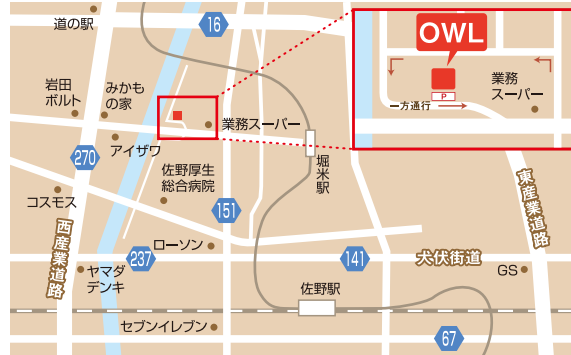 道の駅
16
OWL
岩田
ボルト
みかも
の家
業務
スーパー
P
一方通行
業務スーパー
アイザワ
270
佐野厚生
総合病院
堀米駅
コスモス
151
東産業道路
西産業道路
ローソン
237
141
犬伏街道
ヤマダ
デンキ
GS
佐野駅
セブンイレブン
67